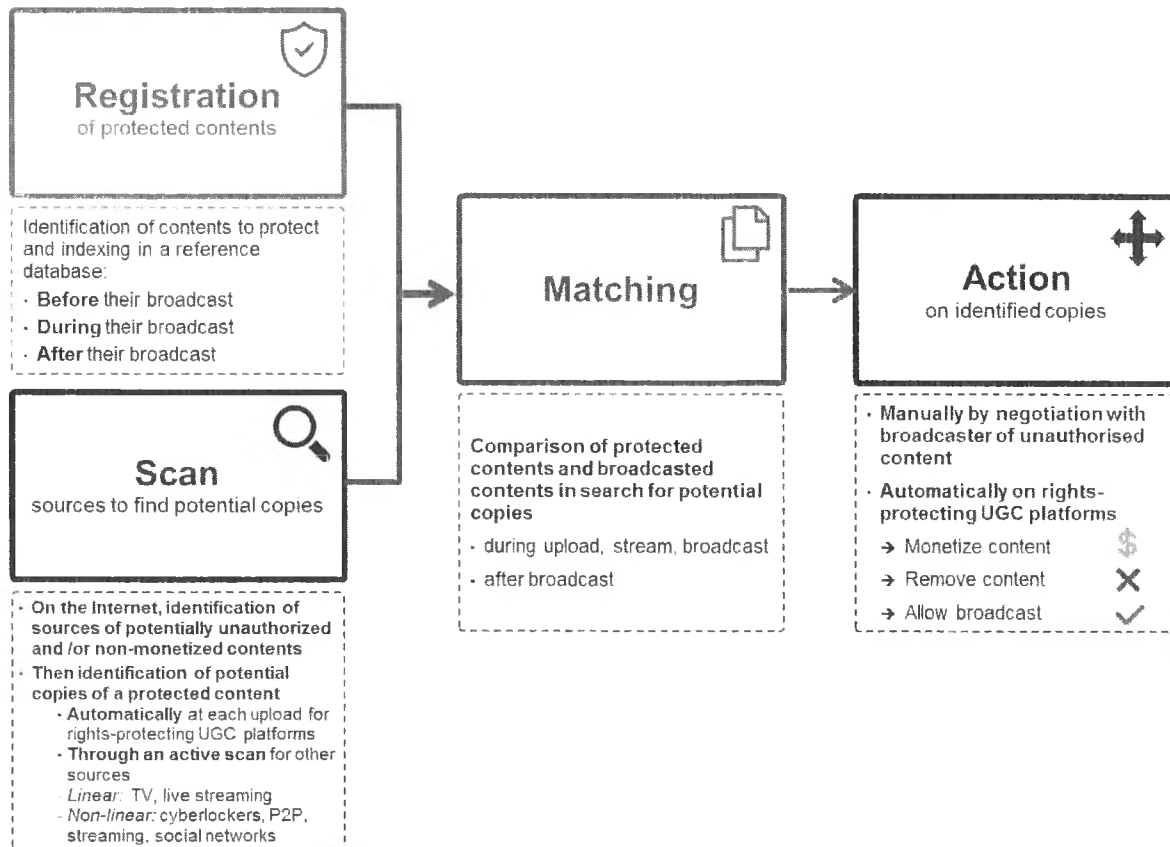 Registration
of protected contents
Identification of contents to protect
and indexing in a reference
database:
· Before their broadcast
· During their broadcast
· After their broadcast
Scan
sources to find potential copies
· On the Internet, identification of
sources of potentially unauthorized
and /or non-monetized contents
· Then identification of potential
copies of a protected content
· Automatically at each upload for
rights-protecting UGC platforms
· Through an active scan for other
sources
Linear: TV, live streaming
Non-linear: cyberlockers, P2P,
streaming, social networks
Matching
Comparison of protected
contents and broadcasted
contents in search for potential
copies
· during upload, stream, broadcast
· after broadcast
Action
on identified copies
· Manually by negotiation with
broadcaster of unauthorised
content
· Automatically on rights-
protecting UGC platforms
→ Monetize content $
→ Remove content
→ Allow broadcast